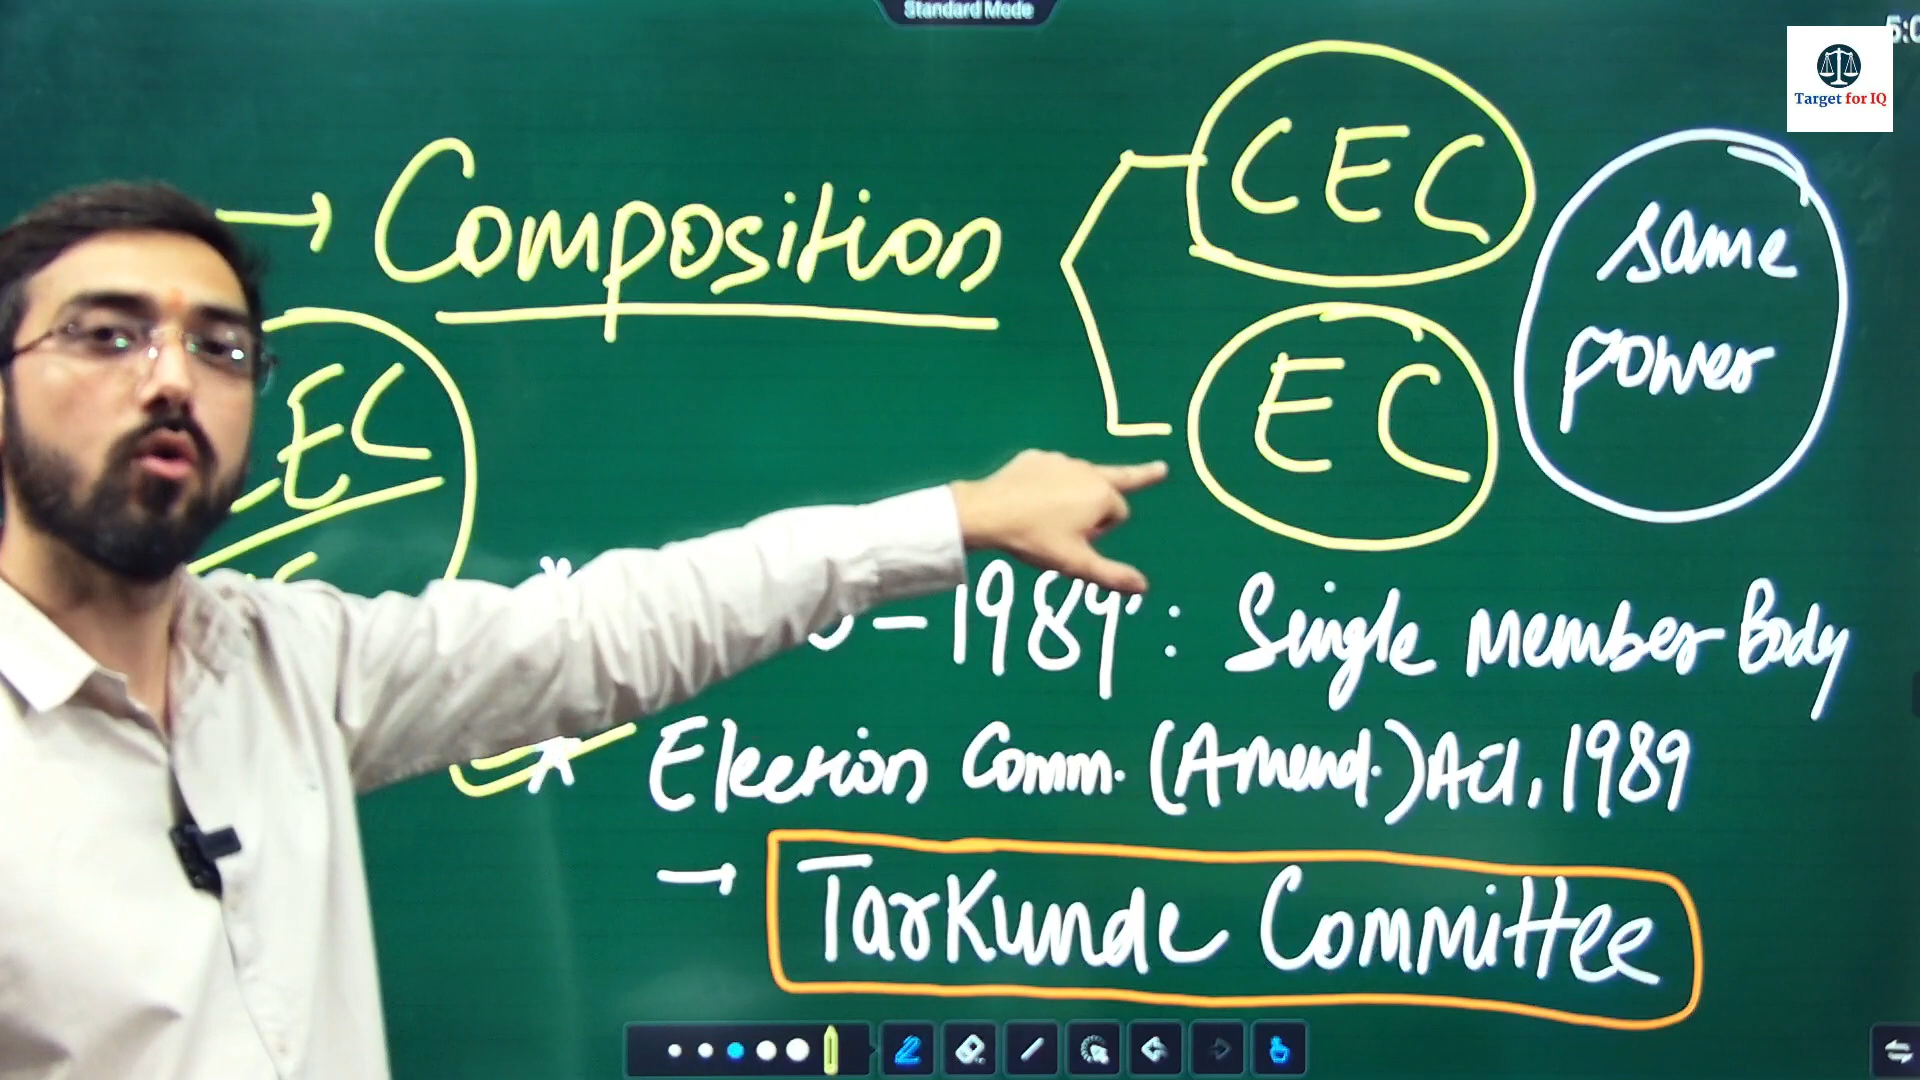 Standard Mode
Target for IQ
→ Composition
CEC
EC
same
power
EC
– 1989 : Single Member Body
Election Comm. (Amend.) Act, 1989
→ Tarkunde Committee